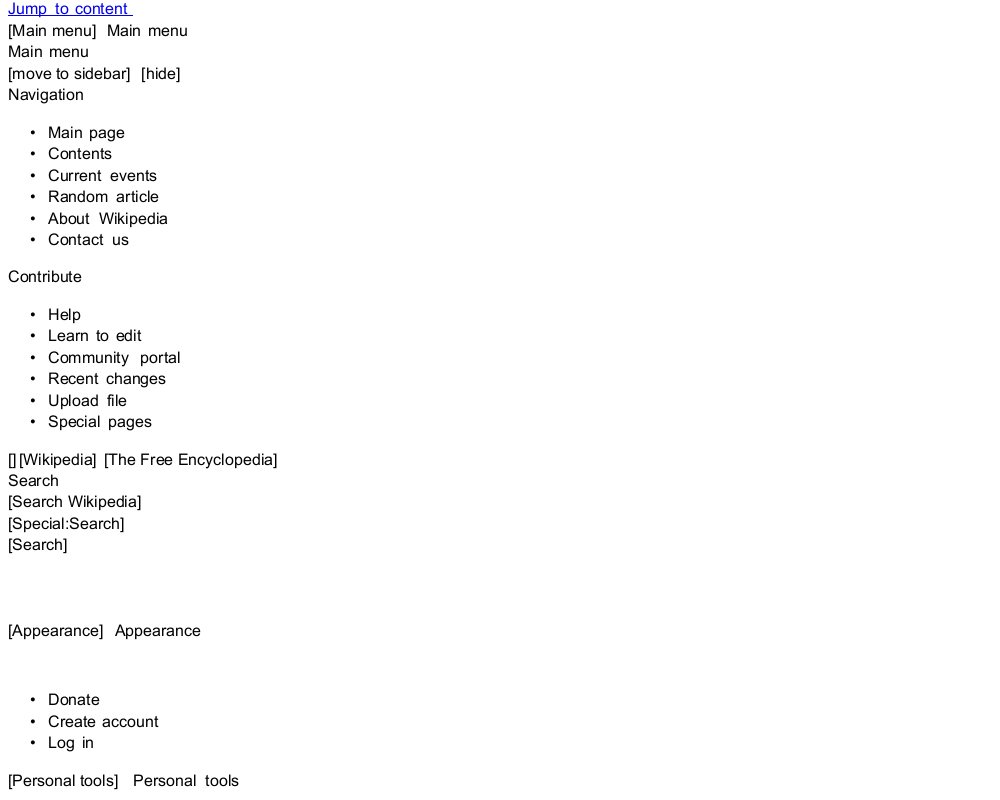 Jump to content
[Main menu] Main menu
Main menu
[move to sidebar] [hide]
Navigation
• Main page
• Contents
• Current events
• Random article
• About Wikipedia
• Contact us
Contribute
• Help
• Learn to edit
• Community portal
• Recent changes
• Upload file
• Special pages
[] [Wikipedia] [The Free Encyclopedia]
Search
[Search Wikipedia]
[Special:Search]
[Search]
[Appearance] Appearance
• Donate
• Create account
• Log in
[Personal tools] Personal tools